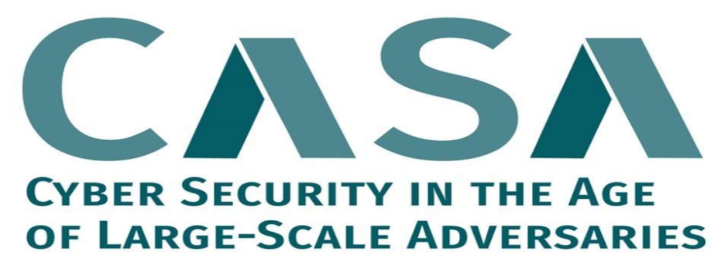 CASA
CYBER SECURITY IN THE AGE
OF LARGE-SCALE ADVERSARIES